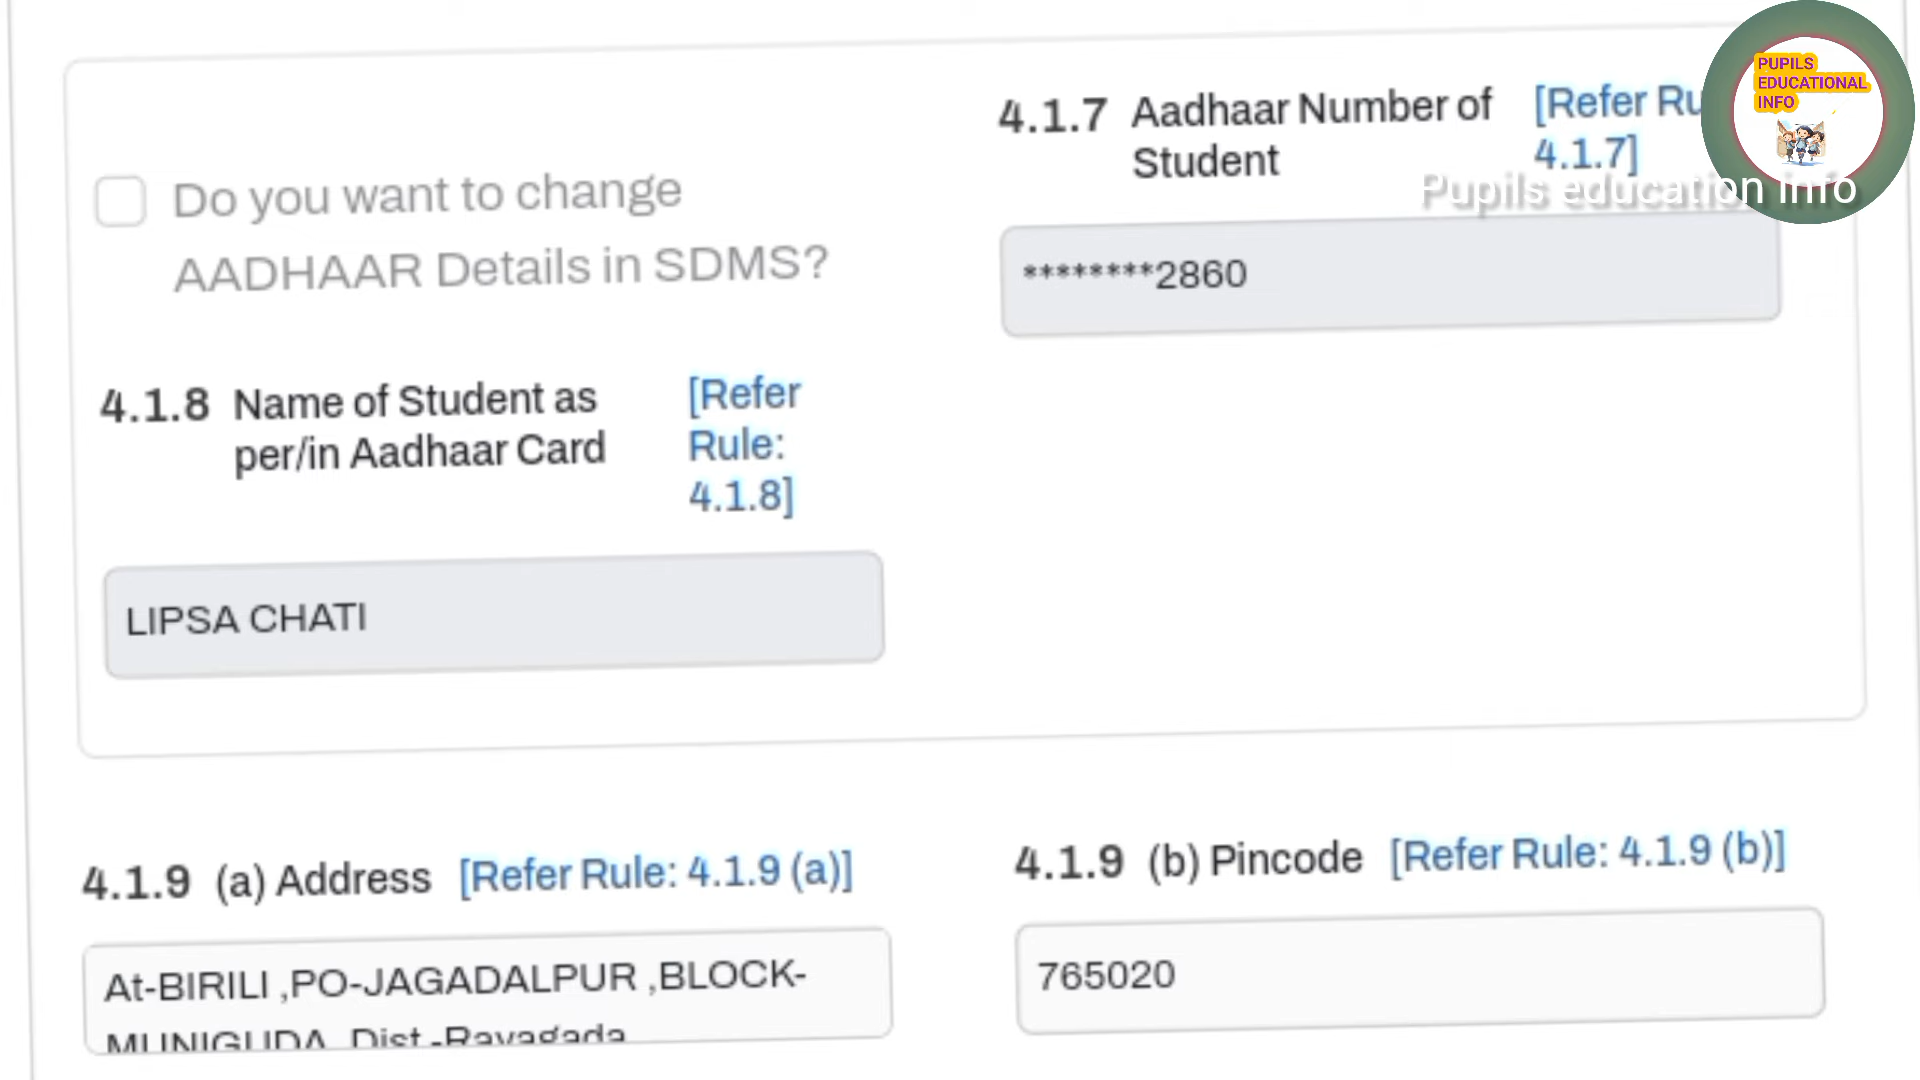 PUPILS
EDUCATIONAL
INFO
4.1.7 Aadhaar Number of Student
[Refer Ru
4.1.7]
Pupils education info
Do you want to change
AADHAAR Details in SDMS?
********2860
4.1.8 Name of Student as
per/in Aadhaar Card
[Refer
Rule:
4.1.8]
LIPSA CHATI
4.1.9 (a) Address [Refer Rule: 4.1.9 (a)]
At-BIRILI ,PO-JAGADALPUR ,BLOCK-
MUNIGUDA Dist.-Rayagada
4.1.9 (b) Pincode [Refer Rule: 4.1.9 (b)]
765020